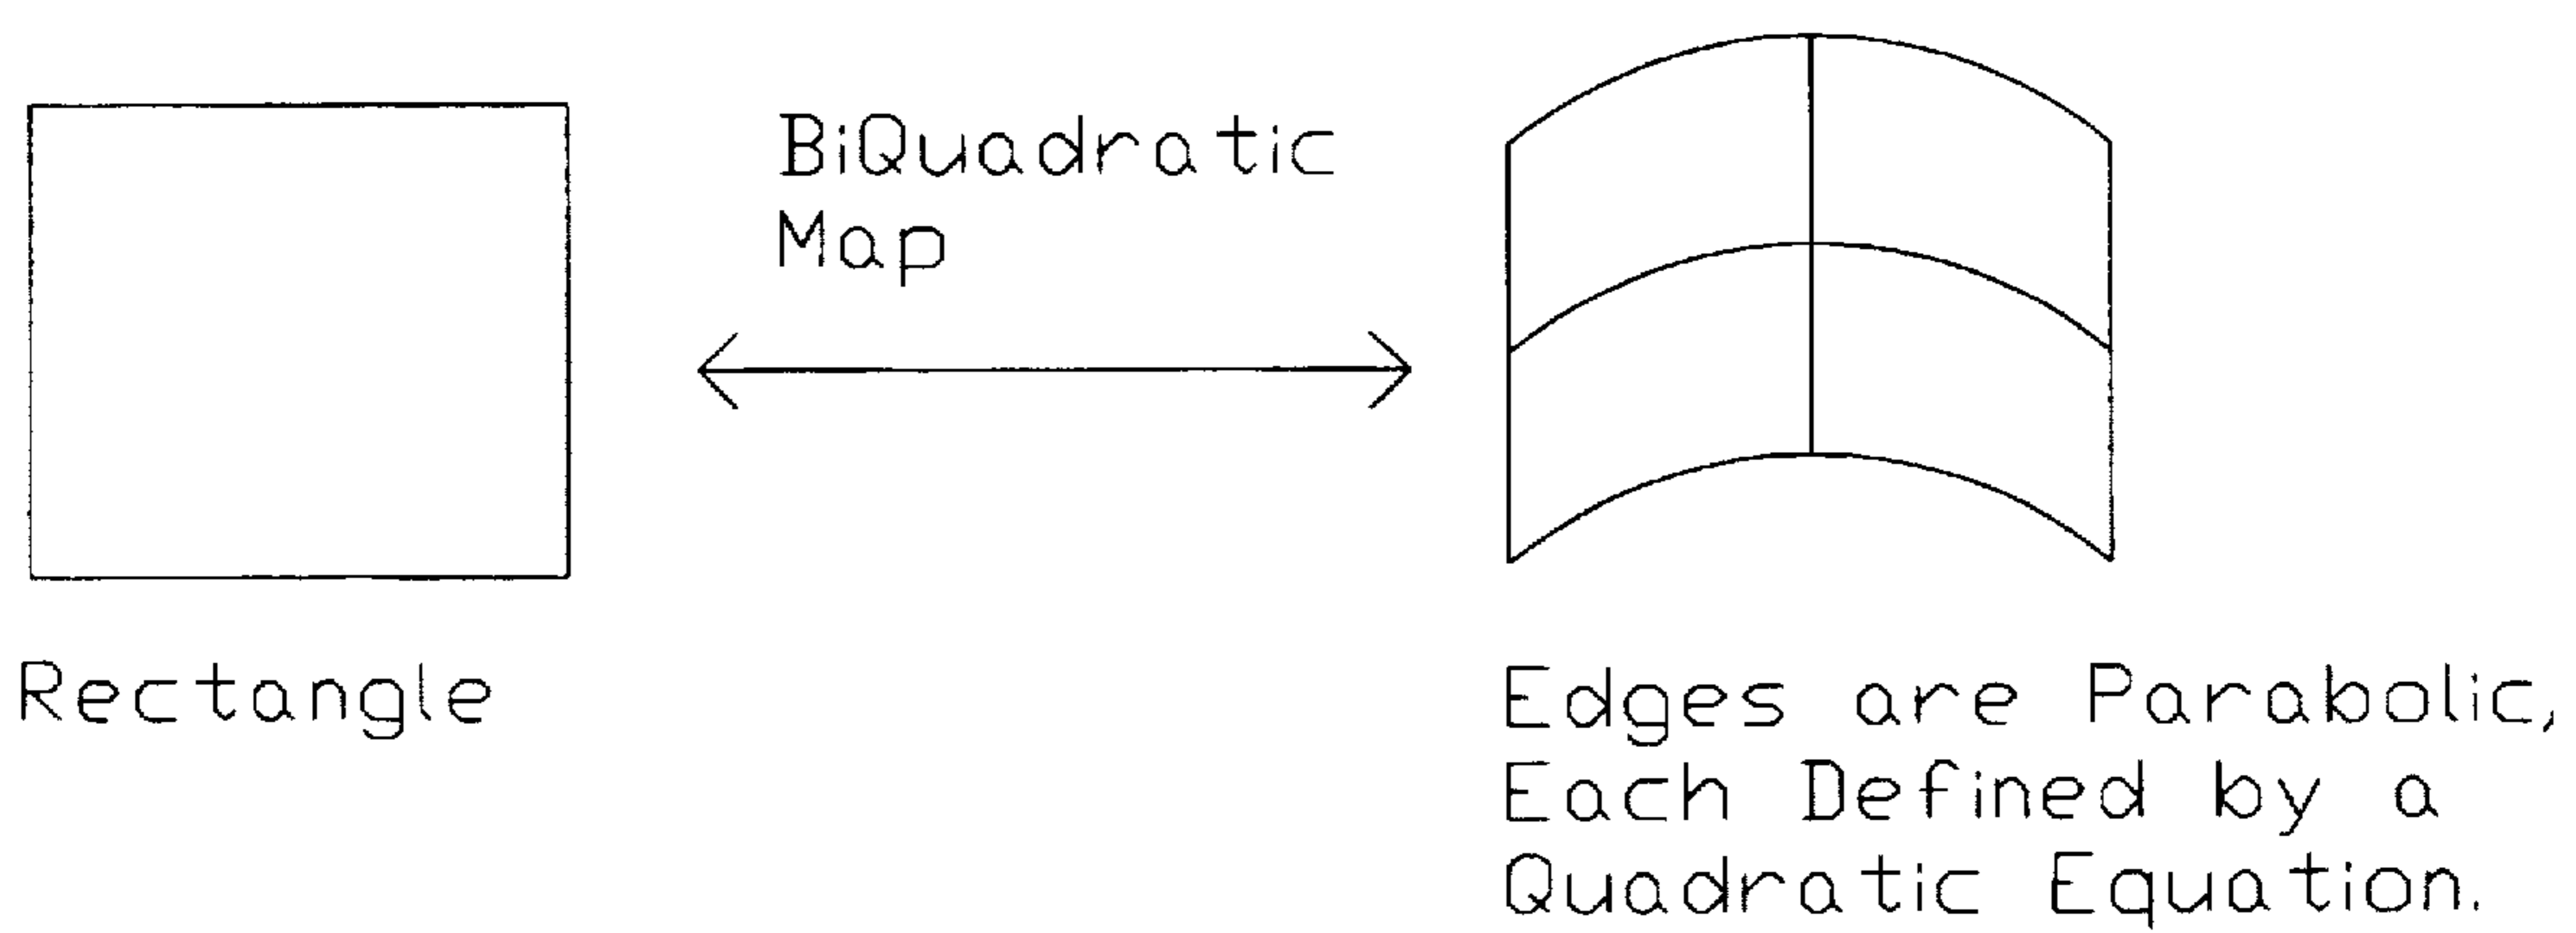 BiQuadratic
Map
Rectangle
Edges are Parabolic,
Each Defined by a
Quadratic Equation.